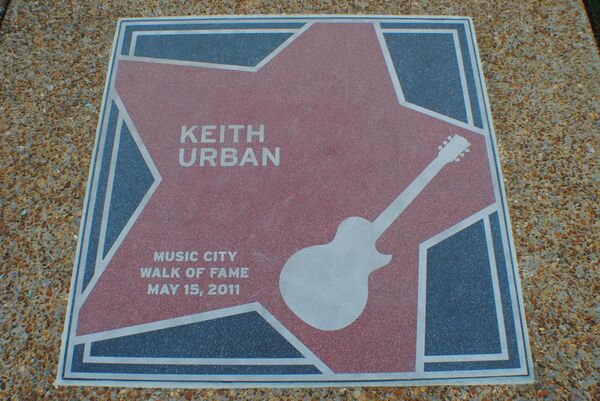 KEITH
URBAN
MUSIC CITY
WALK OF FAME
MAY 15, 2011